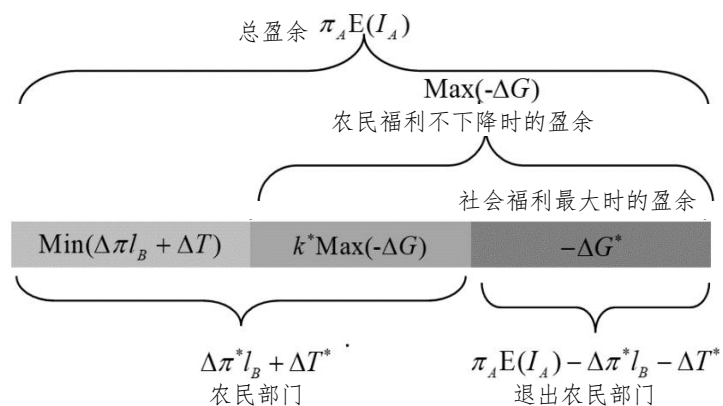 总盈余 π_A E(I_A)
Max(-ΔG)
农民福利不下降时的盈余
社会福利最大时的盈余
Min(Δπl_B + ΔT) k*Max(-ΔG) −ΔG*
Δπ*l_B + ΔT* π_A E(I_A) − Δπ*l_B − ΔT*
农民部门 退出农民部门